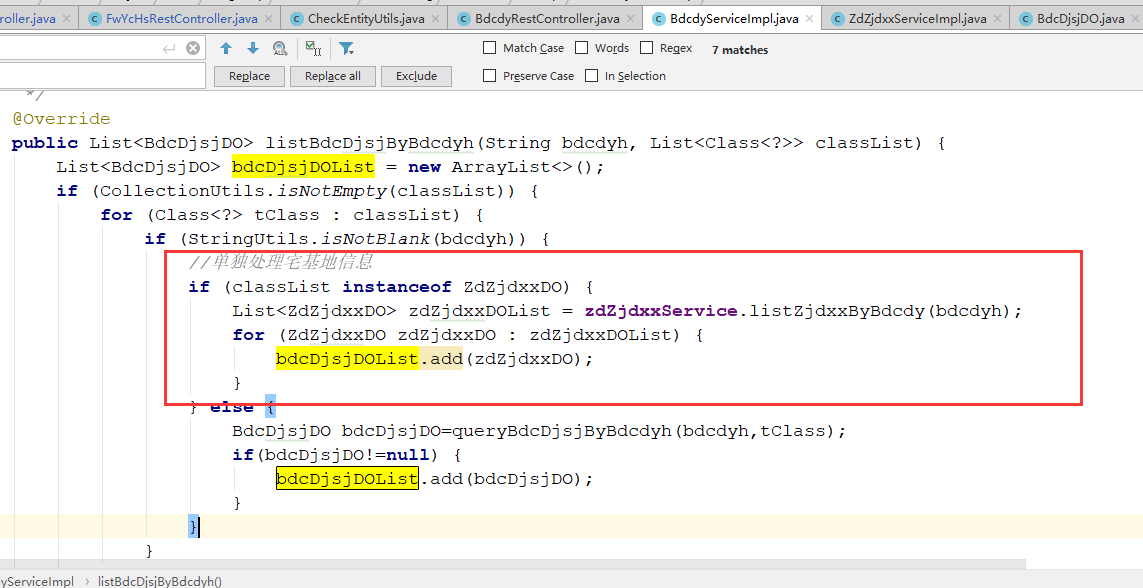 roller.java
FwYcHsRestController.java
CheckEntityUtils.java
BdcdyRestController.java
BdcdyServiceImpl.java
ZdZjdxxServiceImpl.java
BdcDjsjDO.java
Match Case
Words
Regex
7 matches
Replace
Replace all
Exclude
Preserve Case
In Selection
*/
@Override
public List<BdcDjsjDO> listBdcDjsjByBdcdyh(String bdcdyh, List<Class<?>> classList) {
List<BdcDjsjDO> bdcDjsjDOList = new ArrayList<>();
if (CollectionUtils.isNotEmpty(classList)) {
for (Class<?> tClass : classList) {
if (StringUtils.isNotBlank(bdcdyh)) {
//单独处理宅基地信息
if (classList instanceof ZdZjdxxDO) {
List<ZdZjdxxDO> zdZjdxxDOList = zdZjdxxService.listZjdxxByBdcdy(bdcdyh);
for (ZdZjdxxDO zdZjdxxDO : zdZjdxxDOList) {
bdcDjsjDOList.add(zdZjdxxDO);
}
} else {
BdcDjsjDO bdcDjsjDO=queryBdcDjsjByBdcdyh(bdcdyh,tClass);
if(bdcDjsjDO!=null) {
bdcDjsjDOList.add(bdcDjsjDO);
}
}
}
yServiceImpl › listBdcDjsjByBdcdyh()